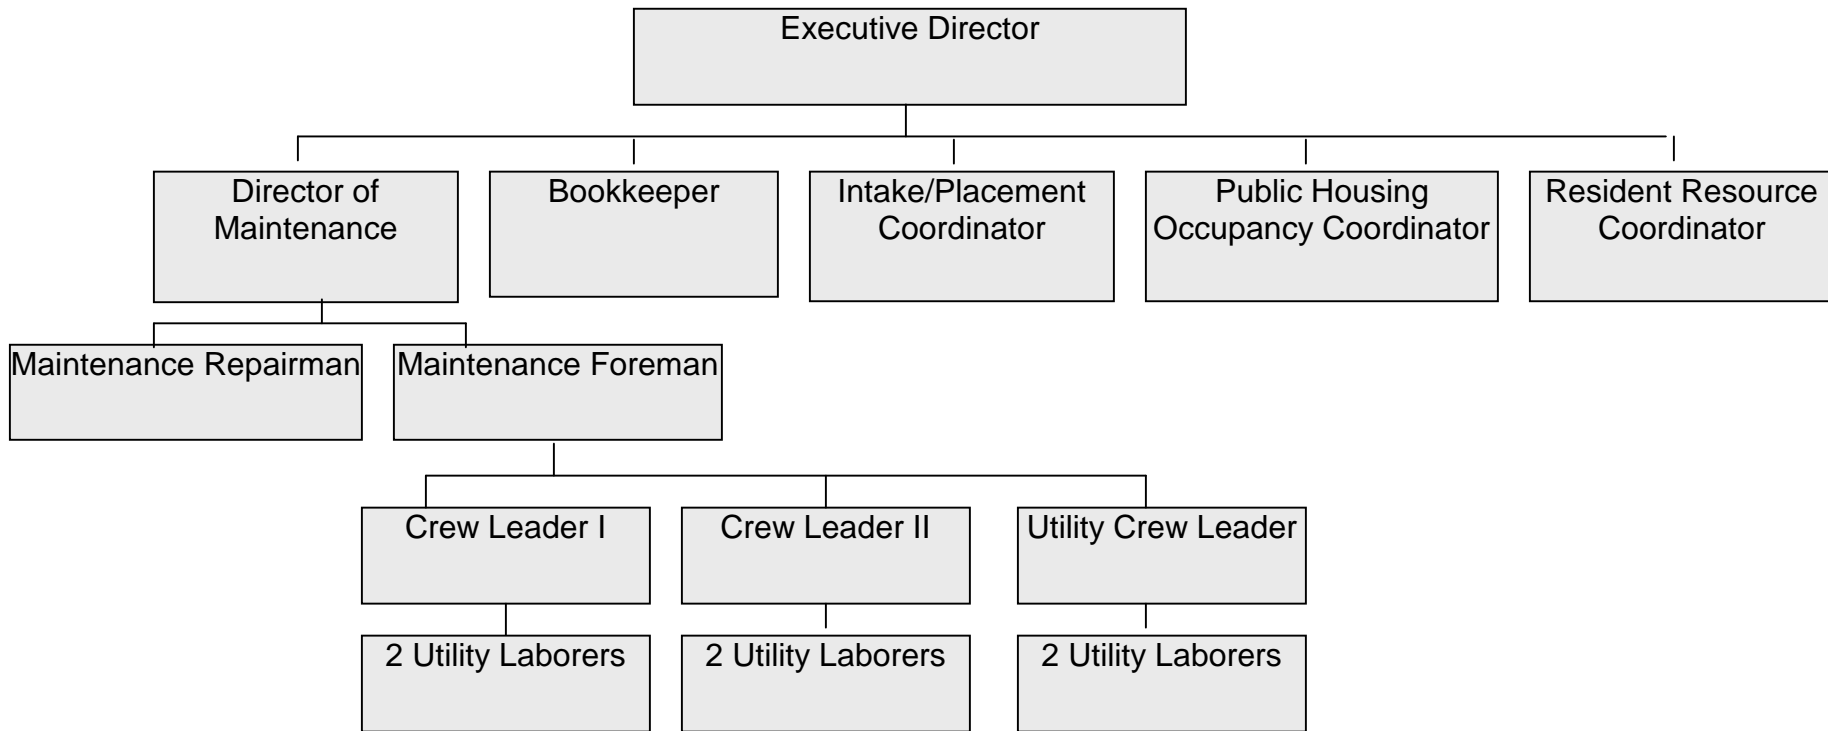 Executive Director
Director of
Maintenance
Bookkeeper
Intake/Placement
Coordinator
Public Housing
Occupancy Coordinator
Resident Resource
Coordinator
Maintenance Repairman
Maintenance Foreman
Crew Leader I
Crew Leader II
Utility Crew Leader
2 Utility Laborers
2 Utility Laborers
2 Utility Laborers